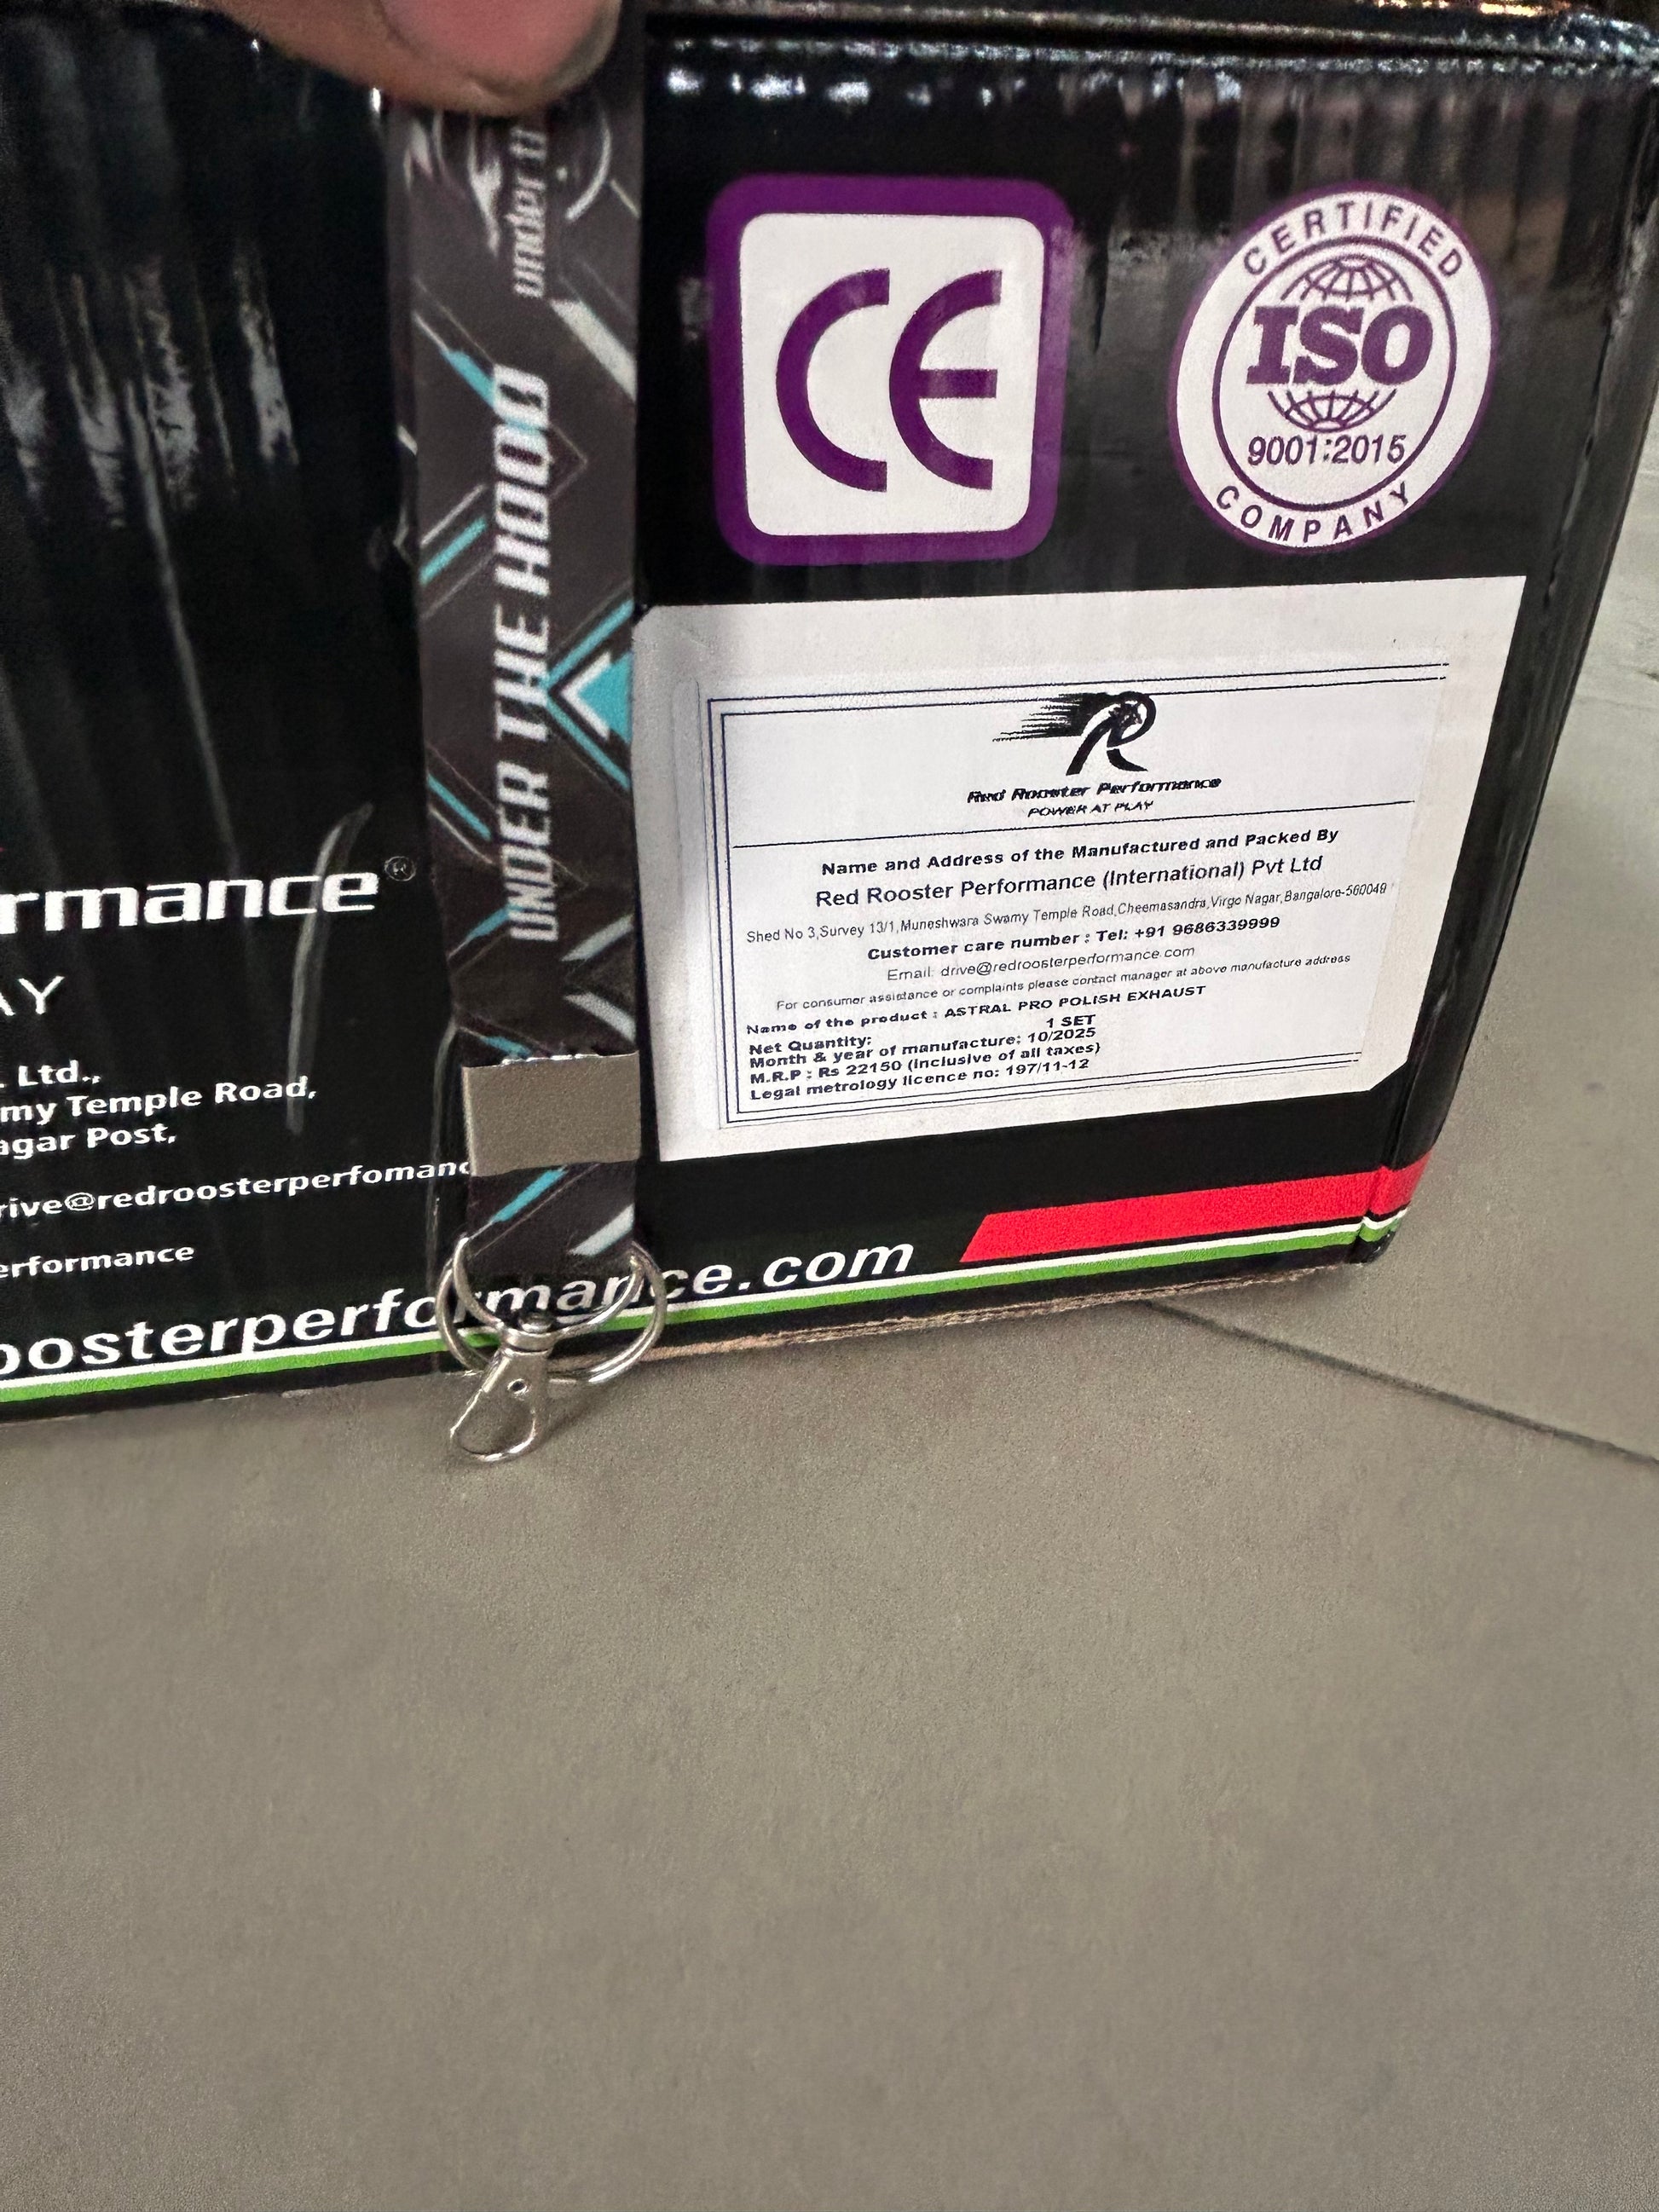 rmance®
AY
. Ltd.,
my Temple Road,
agar Post,
rive@redroosterperfomanc
erformance
oosterperformance.com
under t
UNDER THE HOOD
CE
CERTIFIED
ISO
9001:2015
COMPANY
Red Rooster Performance
POWER AT PLAY
Name and Address of the Manufactured and Packed By
Red Rooster Performance (International) Pvt Ltd
Shed No 3,Survey 13/1,Muneshwara Swamy Temple Road,Cheemasandra,Virgo Nagar,Bangalore-560049
Customer care number : Tel: +91 9686339999
Email: drive@redroosterperformance.com
For consumer assistance or complaints please contact manager at above manufacture address
Name of the product : ASTRAL PRO POLISH EXHAUST
Net Quantity: 1 SET
Month & year of manufacture: 10/2025
M.R.P : Rs 22150 (inclusive of all taxes)
Legal metrology licence no: 197/11-12